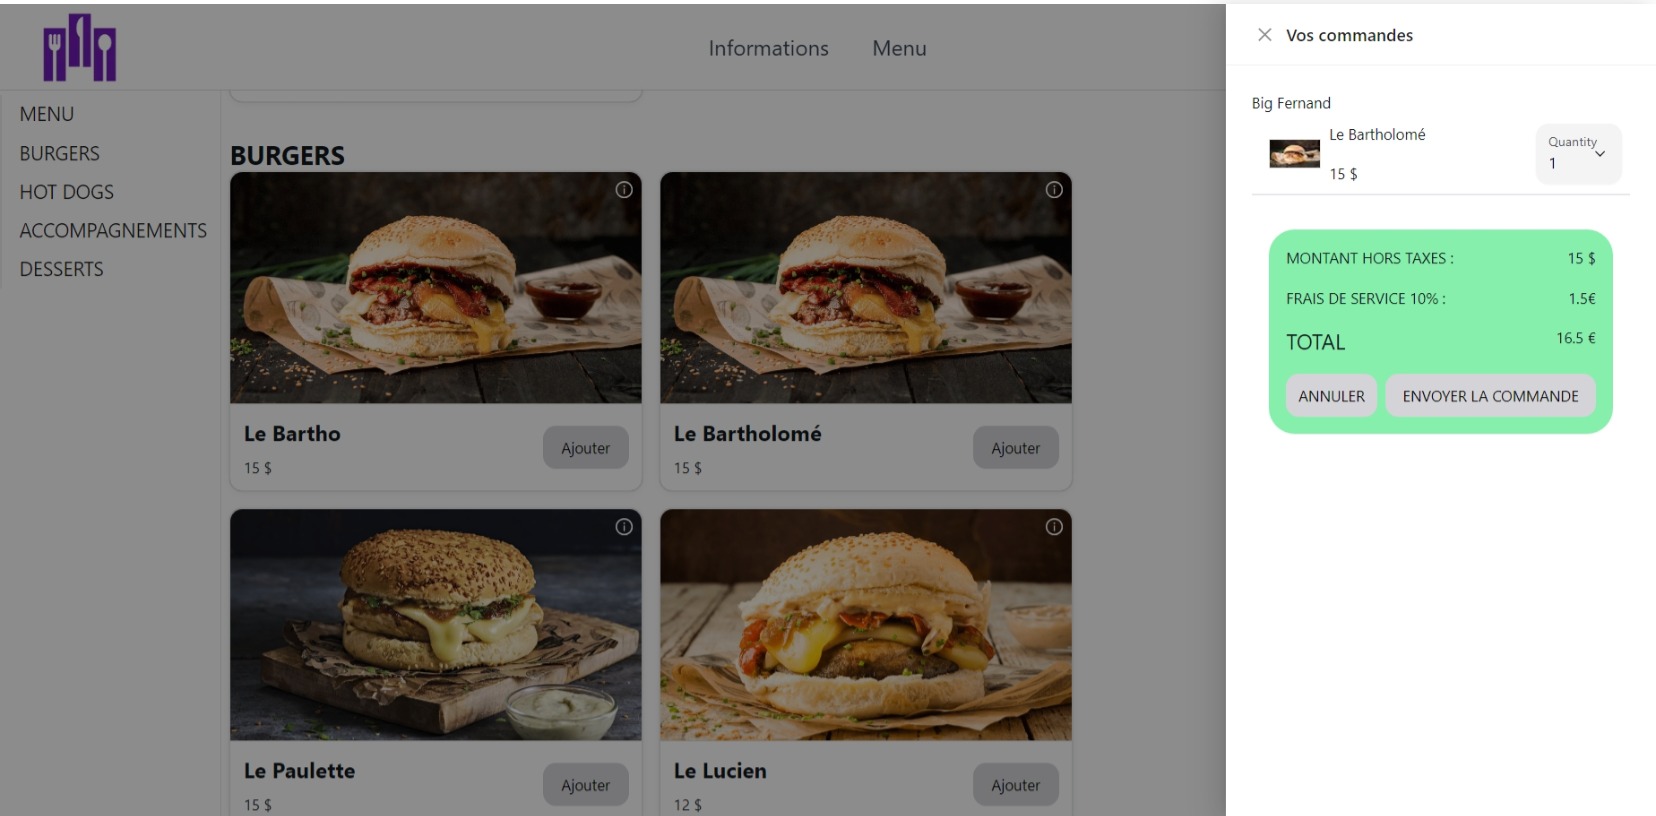 Informations Menu
MENU
BURGERS
HOT DOGS
ACCOMPAGNEMENTS
DESSERTS
BURGERS
Le Bartho
15 $
Ajouter
Le Bartholomé
15 $
Ajouter
Le Paulette
15 $
Ajouter
Le Lucien
12 $
Ajouter
Vos commandes
Big Fernand
Le Bartholomé
15 $
Quantity
1
MONTANT HORS TAXES : 15 $
FRAIS DE SERVICE 10% : 1.5€
TOTAL 16.5 €
ANNULER ENVOYER LA COMMANDE